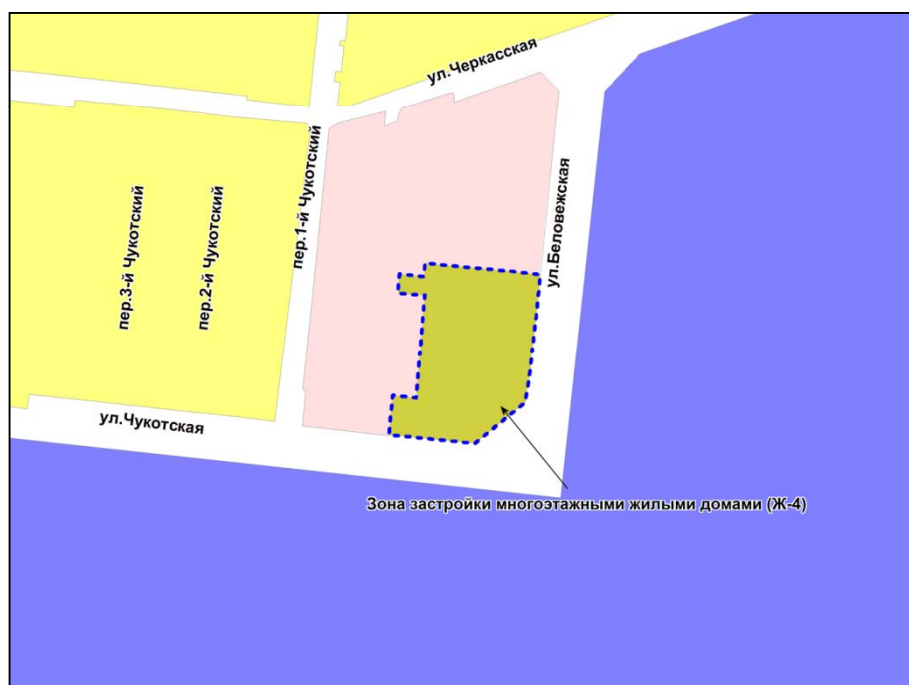 ул.Черкасская
ул.Беловежская
пер.1-й Чукотский
пер.2-й Чукотский
пер.3-й Чукотский
ул.Чукотская
Зона застройки многоэтажными жилыми домами (Ж-4)